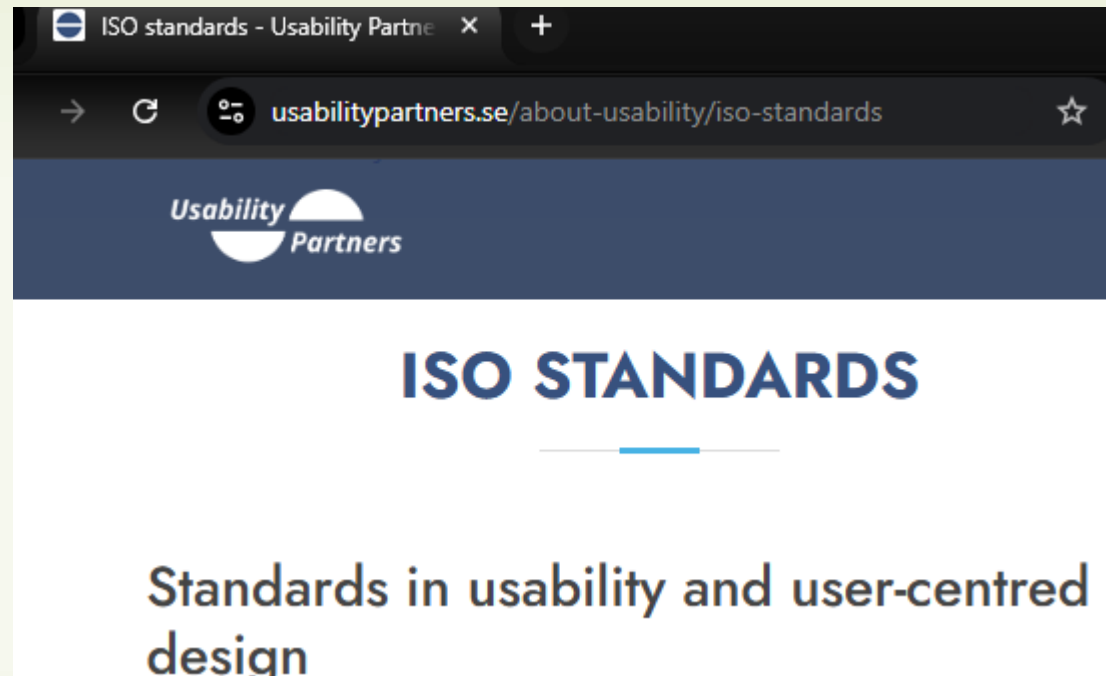 ISO standards - Usability Partne
usabilitypartners.se/about-usability/iso-standards
Usability
Partners
ISO STANDARDS
Standards in usability and user-centred
design